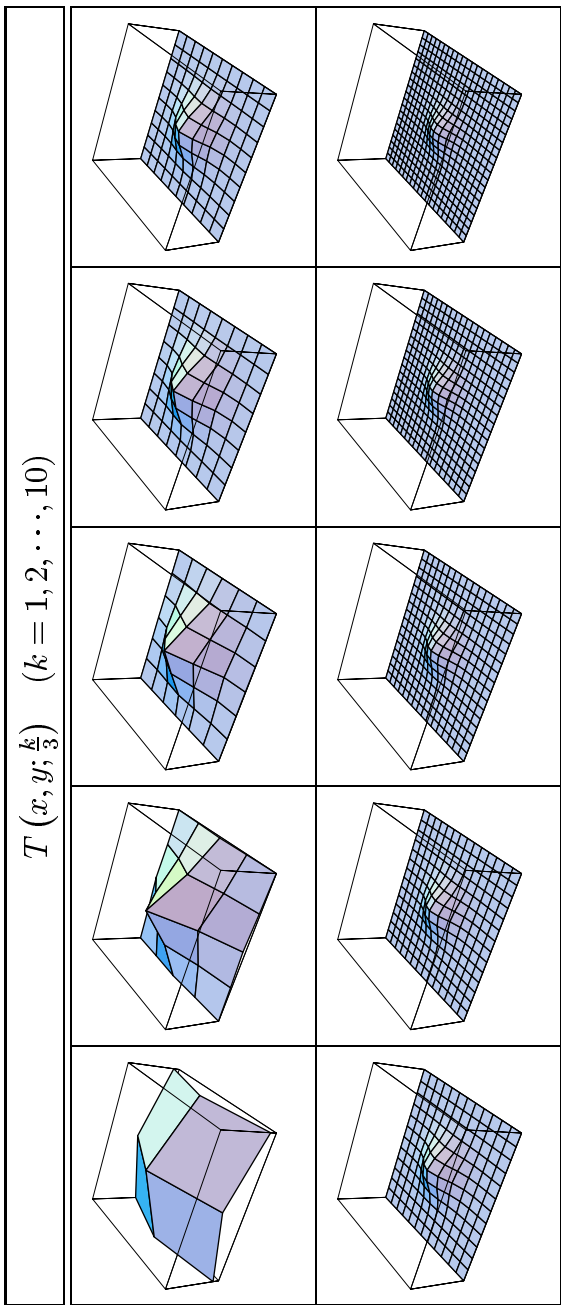 T (x, y; k/3) (k = 1, 2, ⋯, 10)